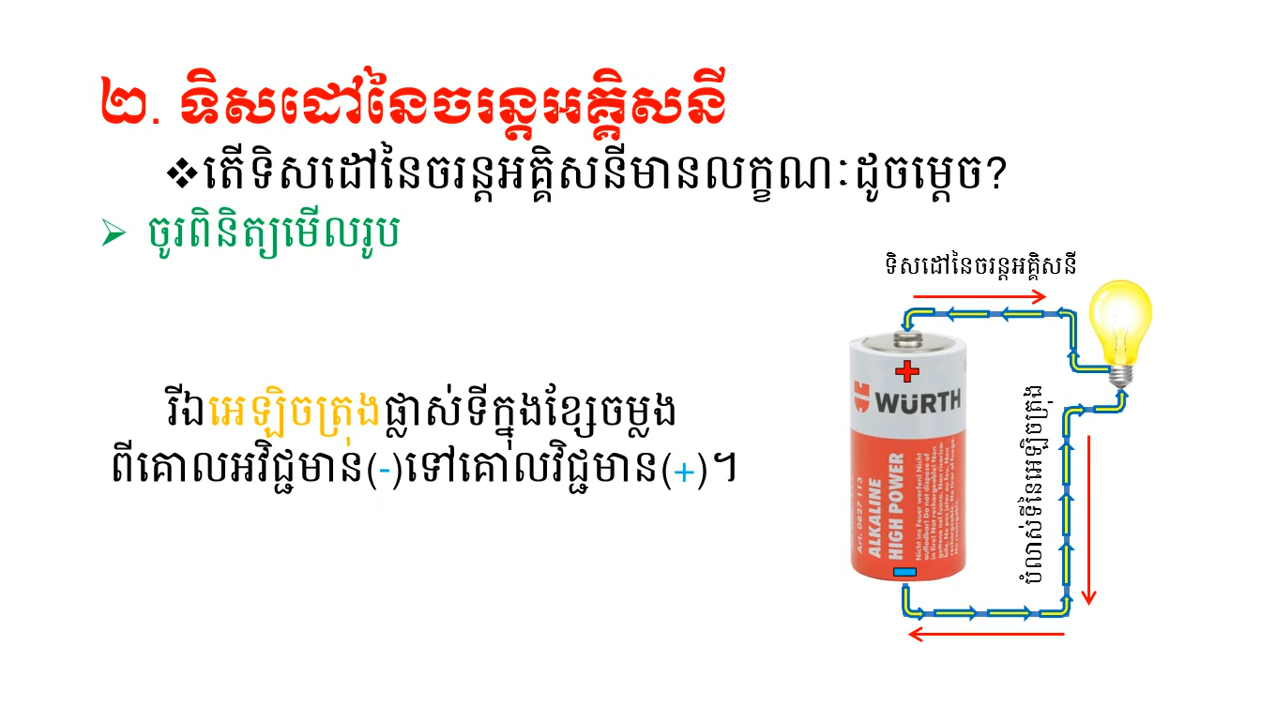 ២. ទិសដៅនៃចរន្តអគ្គិសនី
❖តើទិសដៅនៃចរន្តអគ្គិសនីមានលក្ខណៈដូចម្តេច?
➢ ចូរពិនិត្យមើលរូប
ទិសដៅនៃចរន្តអគ្គិសនី
រីឯអេឡិចត្រុងផ្លាស់ទីក្នុងខ្សែចម្លង
ពីគោលអវិជ្ជមាន(-)ទៅគោលវិជ្ជមាន(+)។
បំលាស់ទីនៃអេឡិចត្រុង
+
WÜRTH
Art. 0827 113
ALKALINE
HIGH POWER
-